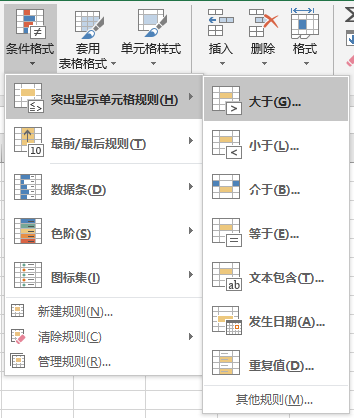 条件格式
套用
表格格式
单元格样式
插入
删除
格式
突出显示单元格规则(H)
最前/最后规则(T)
数据条(D)
色阶(S)
图标集(I)
新建规则(N)...
清除规则(C)
管理规则(R)...
大于(G)...
小于(L)...
介于(B)...
等于(E)...
文本包含(T)...
发生日期(A)...
重复值(D)...
其他规则(M)...